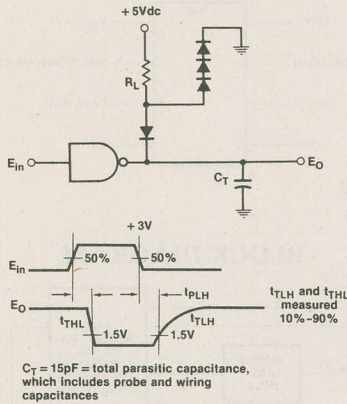 + 5Vdc
RL
Ein
EO
CT
+ 3V
Ein
50%
50%
tPLH
EO
tTHL
tTLH
1.5V
1.5V
tTLH and tTHL
measured
10%-90%
CT = 15pF = total parasitic capacitance,
which includes probe and wiring
capacitances